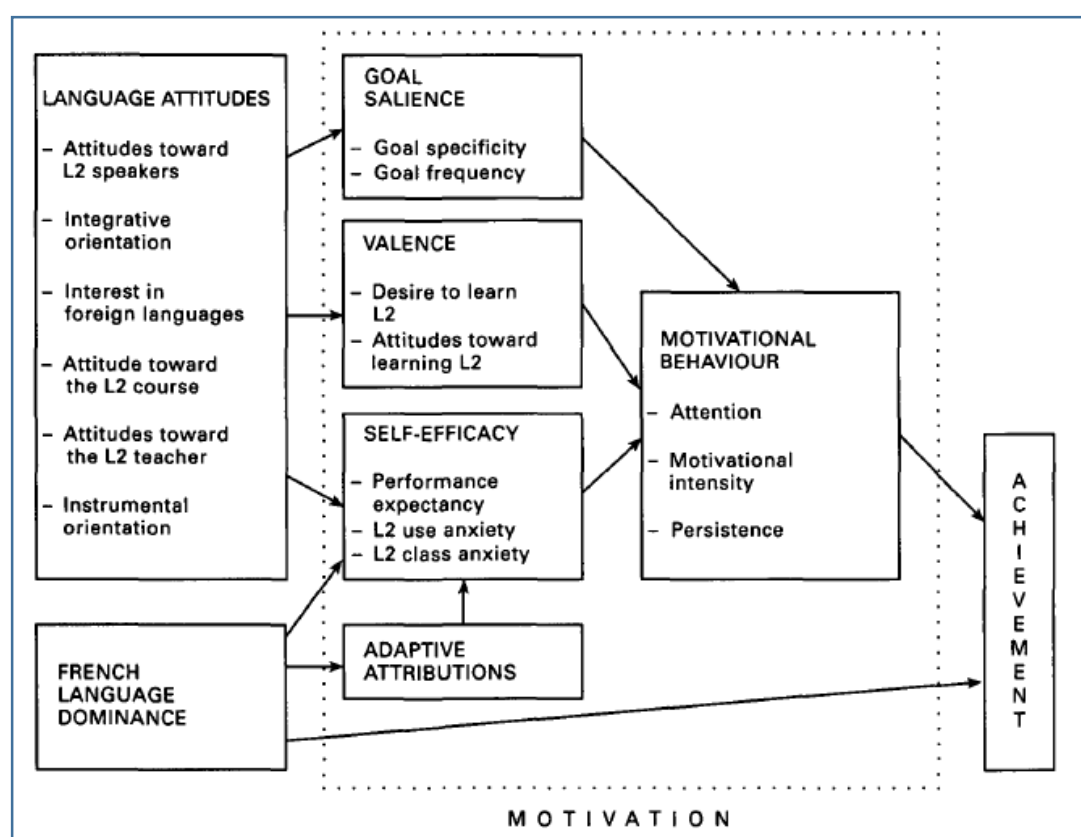 LANGUAGE ATTITUDES
– Attitudes toward
L2 speakers
– Integrative
orientation
– Interest in
foreign languages
– Attitude toward
the L2 course
– Attitudes toward
the L2 teacher
– Instrumental
orientation
FRENCH
LANGUAGE
DOMINANCE
GOAL
SALIENCE
– Goal specificity
– Goal frequency
VALENCE
– Desire to learn
L2
– Attitudes toward
learning L2
SELF-EFFICACY
– Performance
expectancy
– L2 use anxiety
– L2 class anxiety
ADAPTIVE
ATTRIBUTIONS
MOTIVATIONAL
BEHAVIOUR
– Attention
– Motivational
intensity
– Persistence
ACHIEVEMENT
MOTIVATION